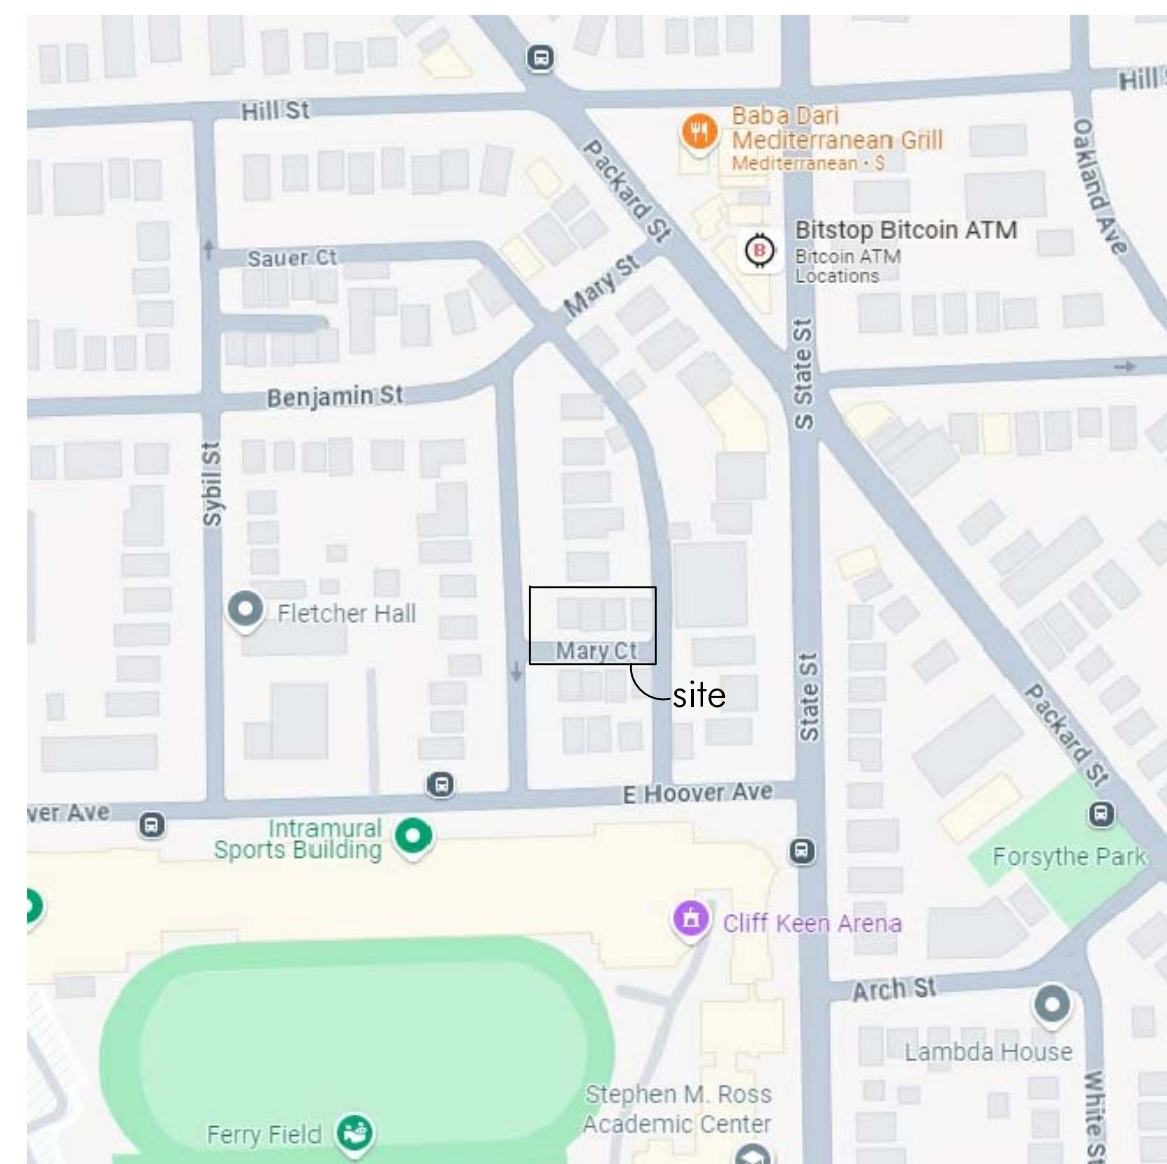 Hill St
Hill
Baba Dari
Mediterranean Grill
Mediterranean · $
Oakland Ave
Packard St
Bitstop Bitcoin ATM
Bitcoin ATM
Locations
Sauer Ct
Mary St
S State St
Benjamin St
Sybil St
Fletcher Hall
Mary Ct
site
State St
Packard St
E Hoover Ave
ver Ave
Intramural
Sports Building
Forsythe Park
Cliff Keen Arena
Arch St
Lambda House
White St
Stephen M. Ross
Academic Center
Ferry Field